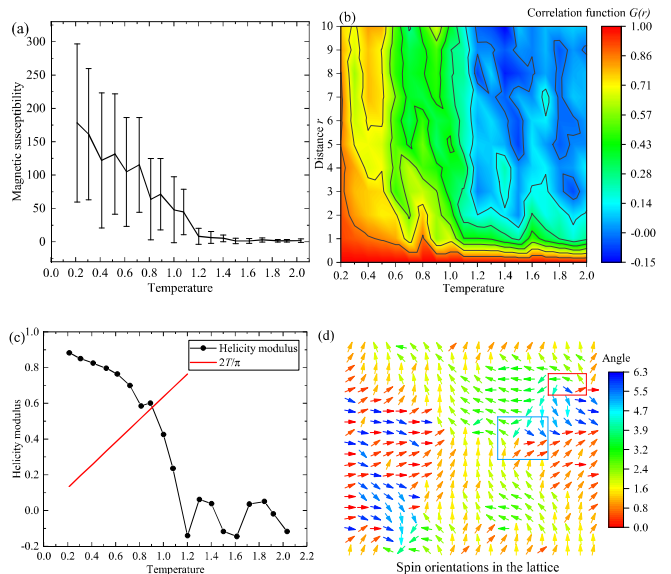 (a)
Magnetic susceptibility
300
250
200
150
100
50
0
0.0 0.2 0.4 0.6 0.8 1.0 1.2 1.4 1.6 1.8 2.0
Temperature
(b)
Correlation function G(r)
Distance r
10
9
8
7
6
5
4
3
2
1
0
0.2 0.4 0.6 0.8 1.0 1.2 1.4 1.6 1.8 2.0
Temperature
1.00
0.86
0.71
0.57
0.43
0.28
0.14
-0.00
-0.15
(c)
Helicity modulus
1.0
0.8
0.6
0.4
0.2
0.0
-0.2
Helicity modulus
2T/π
0.0 0.2 0.4 0.6 0.8 1.0 1.2 1.4 1.6 1.8 2.0 2.2
Temperature
(d)
Angle
6.3
5.5
4.7
3.9
3.1
2.4
1.6
0.8
0.0
Spin orientations in the lattice